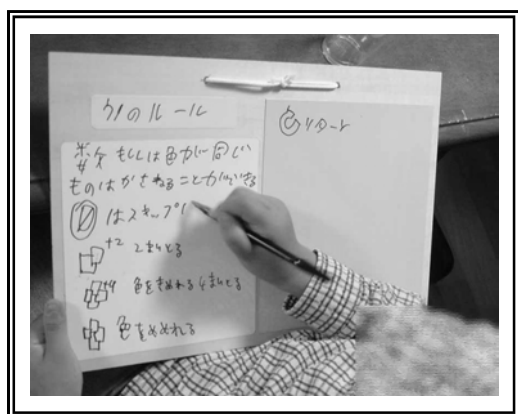 ウノのルール
数 もしくは色が同じ
ものはかさねることができる
はスキップ
+2 2まいとる
+4 色をきめれる4まいとる
色をきめれる
リターン